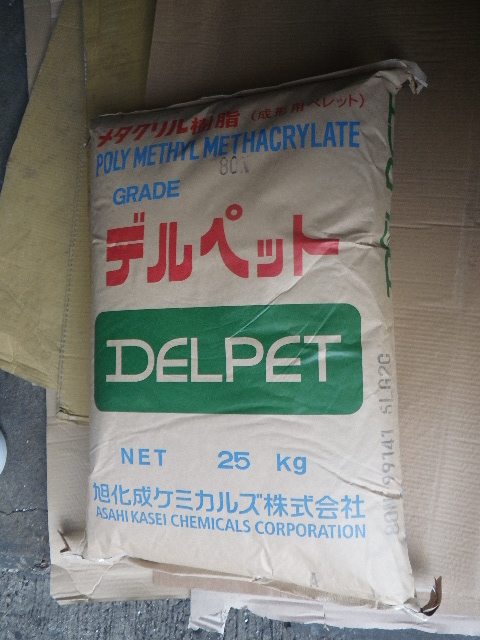 メタクリル樹脂 (成形用ペレット)
POLY METHYL METHACRYLATE
80N
GRADE
デルペット
DELPET
NET 25 kg
旭化成ケミカルズ株式会社
ASAHI KASEI CHEMICALS CORPORATION